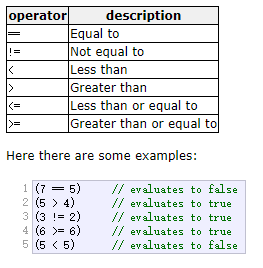 operator description
== Equal to
!= Not equal to
< Less than
> Greater than
<= Less than or equal to
>= Greater than or equal to
Here there are some examples:
1 (7 == 5) // evaluates to false
2 (5 > 4) // evaluates to true
3 (3 != 2) // evaluates to true
4 (6 >= 6) // evaluates to true
5 (5 < 5) // evaluates to false